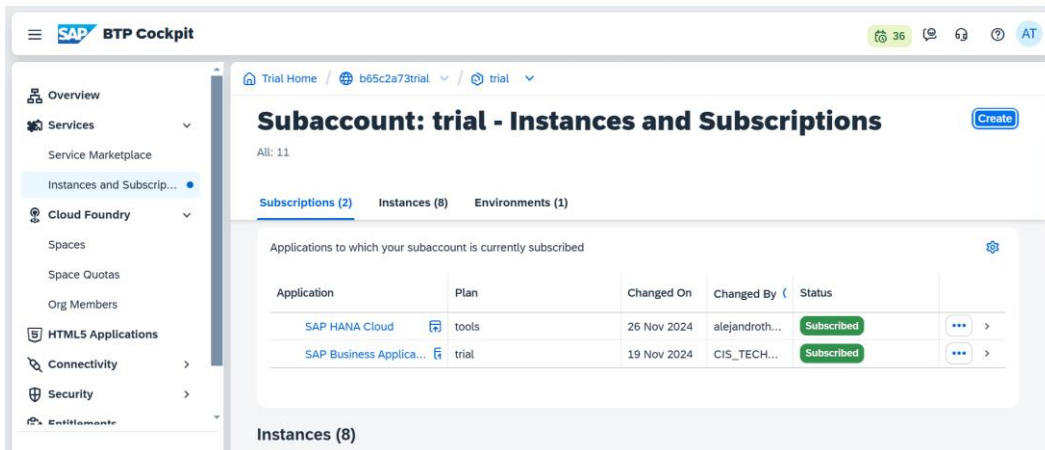 SAP BTP Cockpit
36
AT
Overview
Services
Service Marketplace
Instances and Subscrip...
Cloud Foundry
Spaces
Space Quotas
Org Members
HTML5 Applications
Connectivity
Security
Entitlements
Trial Home / b65c2a73trial / trial
Subaccount: trial - Instances and Subscriptions
Create
All: 11
Subscriptions (2) Instances (8) Environments (1)
Applications to which your subaccount is currently subscribed
Application Plan Changed On Changed By ( Status
SAP HANA Cloud tools 26 Nov 2024 alejandroth... Subscribed
SAP Business Applica... trial 19 Nov 2024 CIS_TECH... Subscribed
Instances (8)